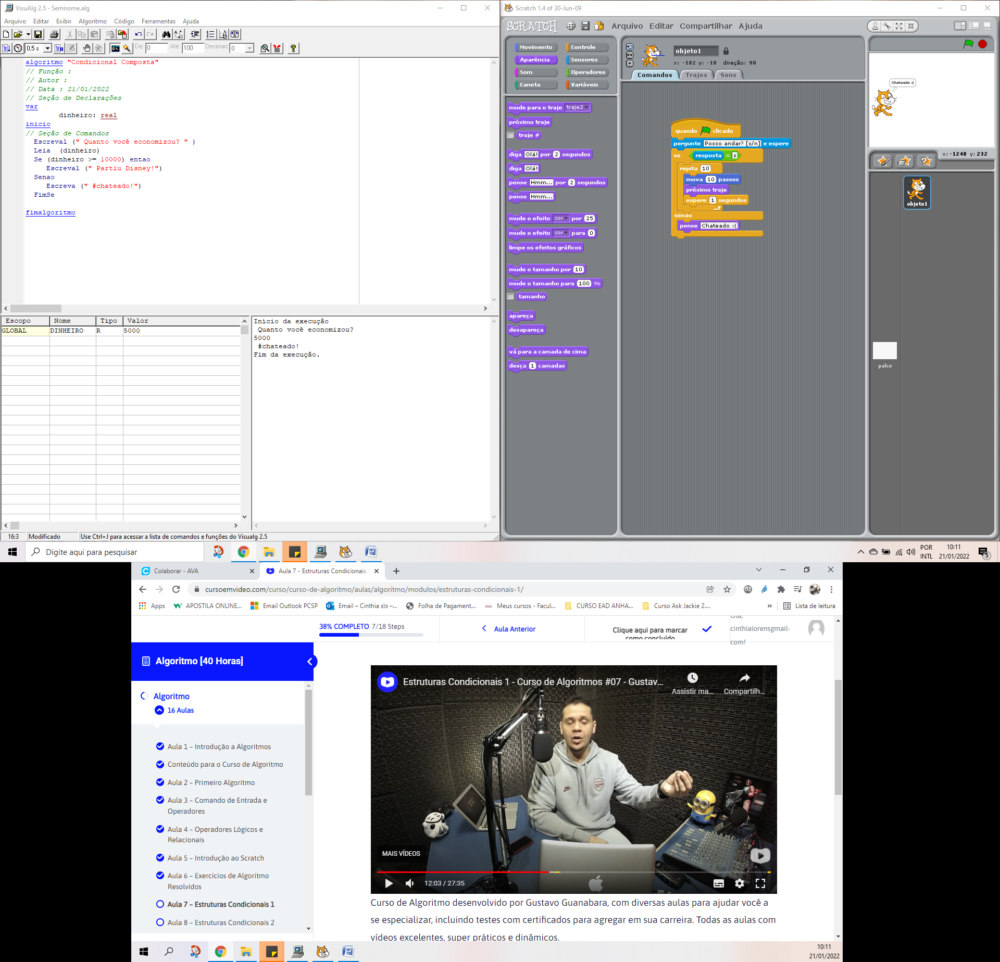 VisuAlg 2.5 - Semnome.alg
Arquivo Editar Exibir Algoritmo Código Ferramentas Ajuda
0,5 s De: 0 Até: 100 Decimais: 0
algoritmo "Condicional Composta"
// Função :
// Autor :
// Data : 21/01/2022
// Seção de Declarações
var
dinheiro: real
inicio
// Seção de Comandos
Escreval (" Quanto você economizou? " )
Leia (dinheiro)
Se (dinheiro >= 10000) entao
Escreval (" Partiu Disney!")
Senao
Escreva (" #chateado!")
FimSe
fimalgoritmo
Escopo Nome Tipo Valor
GLOBAL DINHEIRO R 5000
Início da execução
Quanto você economizou?
5000
#chateado!
Fim da execução.
16:3 Modificado Use Ctrl+J para acessar a lista de comandos e funções do Visualg 2.5
Scratch 1.4 of 30-Jun-09
SCRATCH Arquivo Editar Compartilhar Ajuda
Movimento Controle
Aparência Sensores
Som Operadores
Caneta Variáveis
mude para o traje traje2
próximo traje
traje #
diga Olá! por 2 segundos
diga Olá!
pense Hmm... por 2 segundos
pense Hmm...
mude o efeito cor por 25
mude o efeito cor para 0
limpe os efeitos gráficos
mude o tamanho por 10
mude o tamanho para 100 %
tamanho
apareça
desapareça
vá para a camada de cima
desça 1 camadas
objeto1
x: -182 y: -10 direção: 90
Comandos Trajes Sons
quando clicado
pergunte Posso andar? [s/n] e espere
se resposta = s
repita 10
mova 10 passos
próximo traje
espere 1 segundos
senão
pense Chateado :(
Chateado :(
x: -1248 y: 232
objeto1
palco
Digite aqui para pesquisar
POR
INTL
10:11
21/01/2022
5
Colaborar - AVA
Aula 7 - Estruturas Condicionais
cursoemvideo.com/curso/curso-de-algoritmo/aulas/algoritmo/modulos/estruturas-condicionais-1/
Apps APOSTILA ONLINE... Email Outlook PCSP Email – Cinthia εїз –... Folha de Pagament... Meus cursos - Facul... CURSO EAD ANHA... Curso Ask Jackie 2.... » Lista de leitura
38% COMPLETO 7/18 Steps
Aula Anterior
Clique aqui para marcar
como concluído
Olá,
cinthialorensgmail-
com!
Algoritmo [40 Horas]
Algoritmo
16 Aulas
Aula 1 – Introdução a Algoritmos
Conteúdo para o Curso de Algoritmo
Aula 2 – Primeiro Algoritmo
Aula 3 – Comando de Entrada e
Operadores
Aula 4 – Operadores Lógicos e
Relacionais
Aula 5 – Introdução ao Scratch
Aula 6 – Exercícios de Algoritmo
Resolvidos
Aula 7 – Estruturas Condicionais 1
Aula 8 – Estruturas Condicionais 2
Estruturas Condicionais 1 - Curso de Algoritmos #07 - Gustav...
Assistir ma...
Compartilh...
MAIS VÍDEOS
12:03 / 27:35
Curso de Algoritmo desenvolvido por Gustavo Guanabara, com diversas aulas para ajudar você a
se especializar, incluindo testes com certificados para agregar em sua carreira. Todas as aulas com
vídeos excelentes, super práticos e dinâmicos.
10:11
21/01/2022